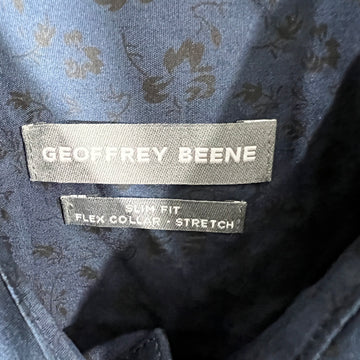 GEOFFREY BEENE
SLIM FIT
FLEX COLLAR • STRETCH